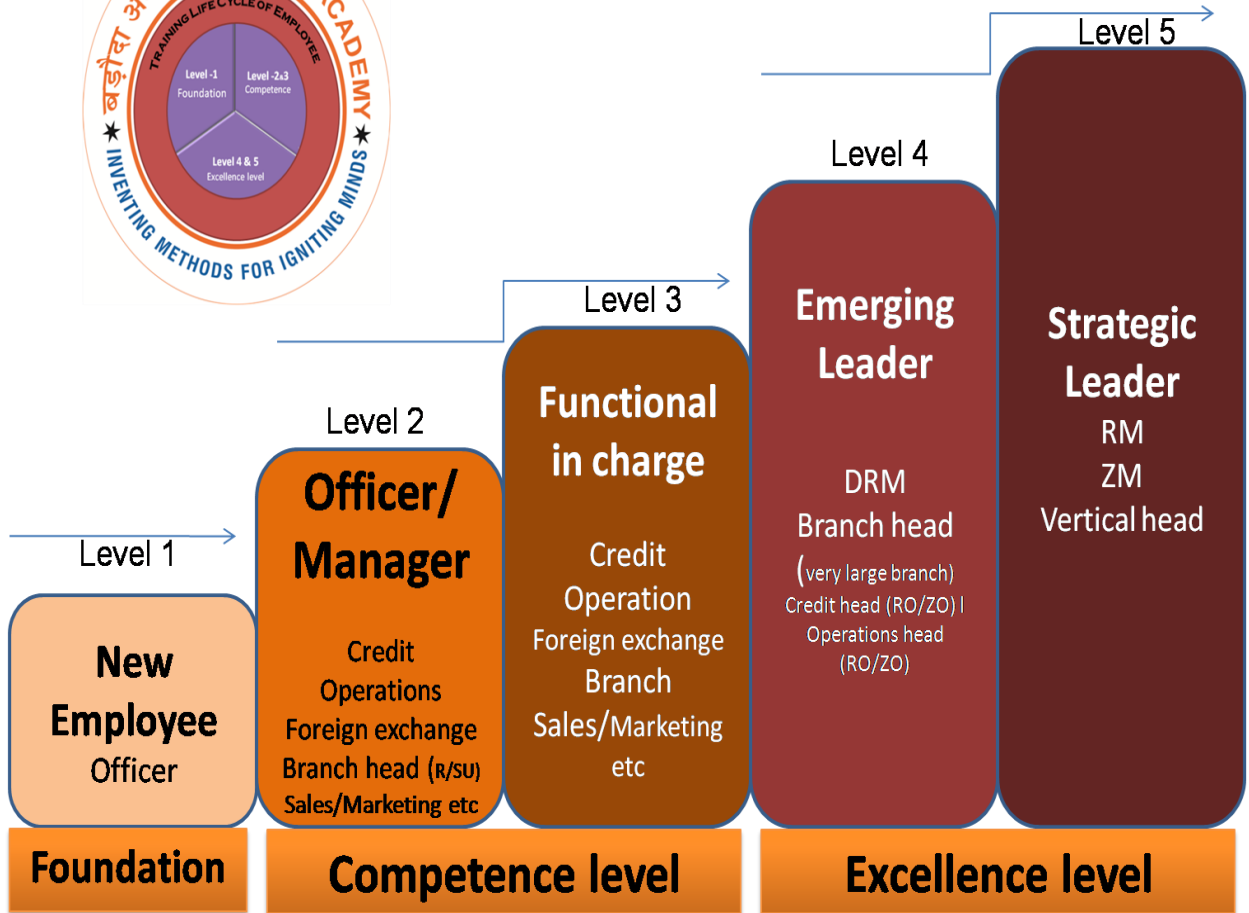 बड़ौदा
ACADEMY
TRAINING LIFE CYCLE OF EMPLOYEE
Level -1
Foundation
Level -2&3
Competence
Level 4 & 5
Excellence level
★ INVENTING METHODS FOR IGNITING MINDS ★
Level 1
New
Employee
Officer
Foundation
Level 2
Officer/
Manager
Credit
Operations
Foreign exchange
Branch head (R/SU)
Sales/Marketing etc
Level 3
Functional
in charge
Credit
Operation
Foreign exchange
Branch
Sales/Marketing
etc
Competence level
Level 4
Emerging
Leader
DRM
Branch head
(very large branch)
Credit head (RO/ZO) l
Operations head
(RO/ZO)
Level 5
Strategic
Leader
RM
ZM
Vertical head
Excellence level